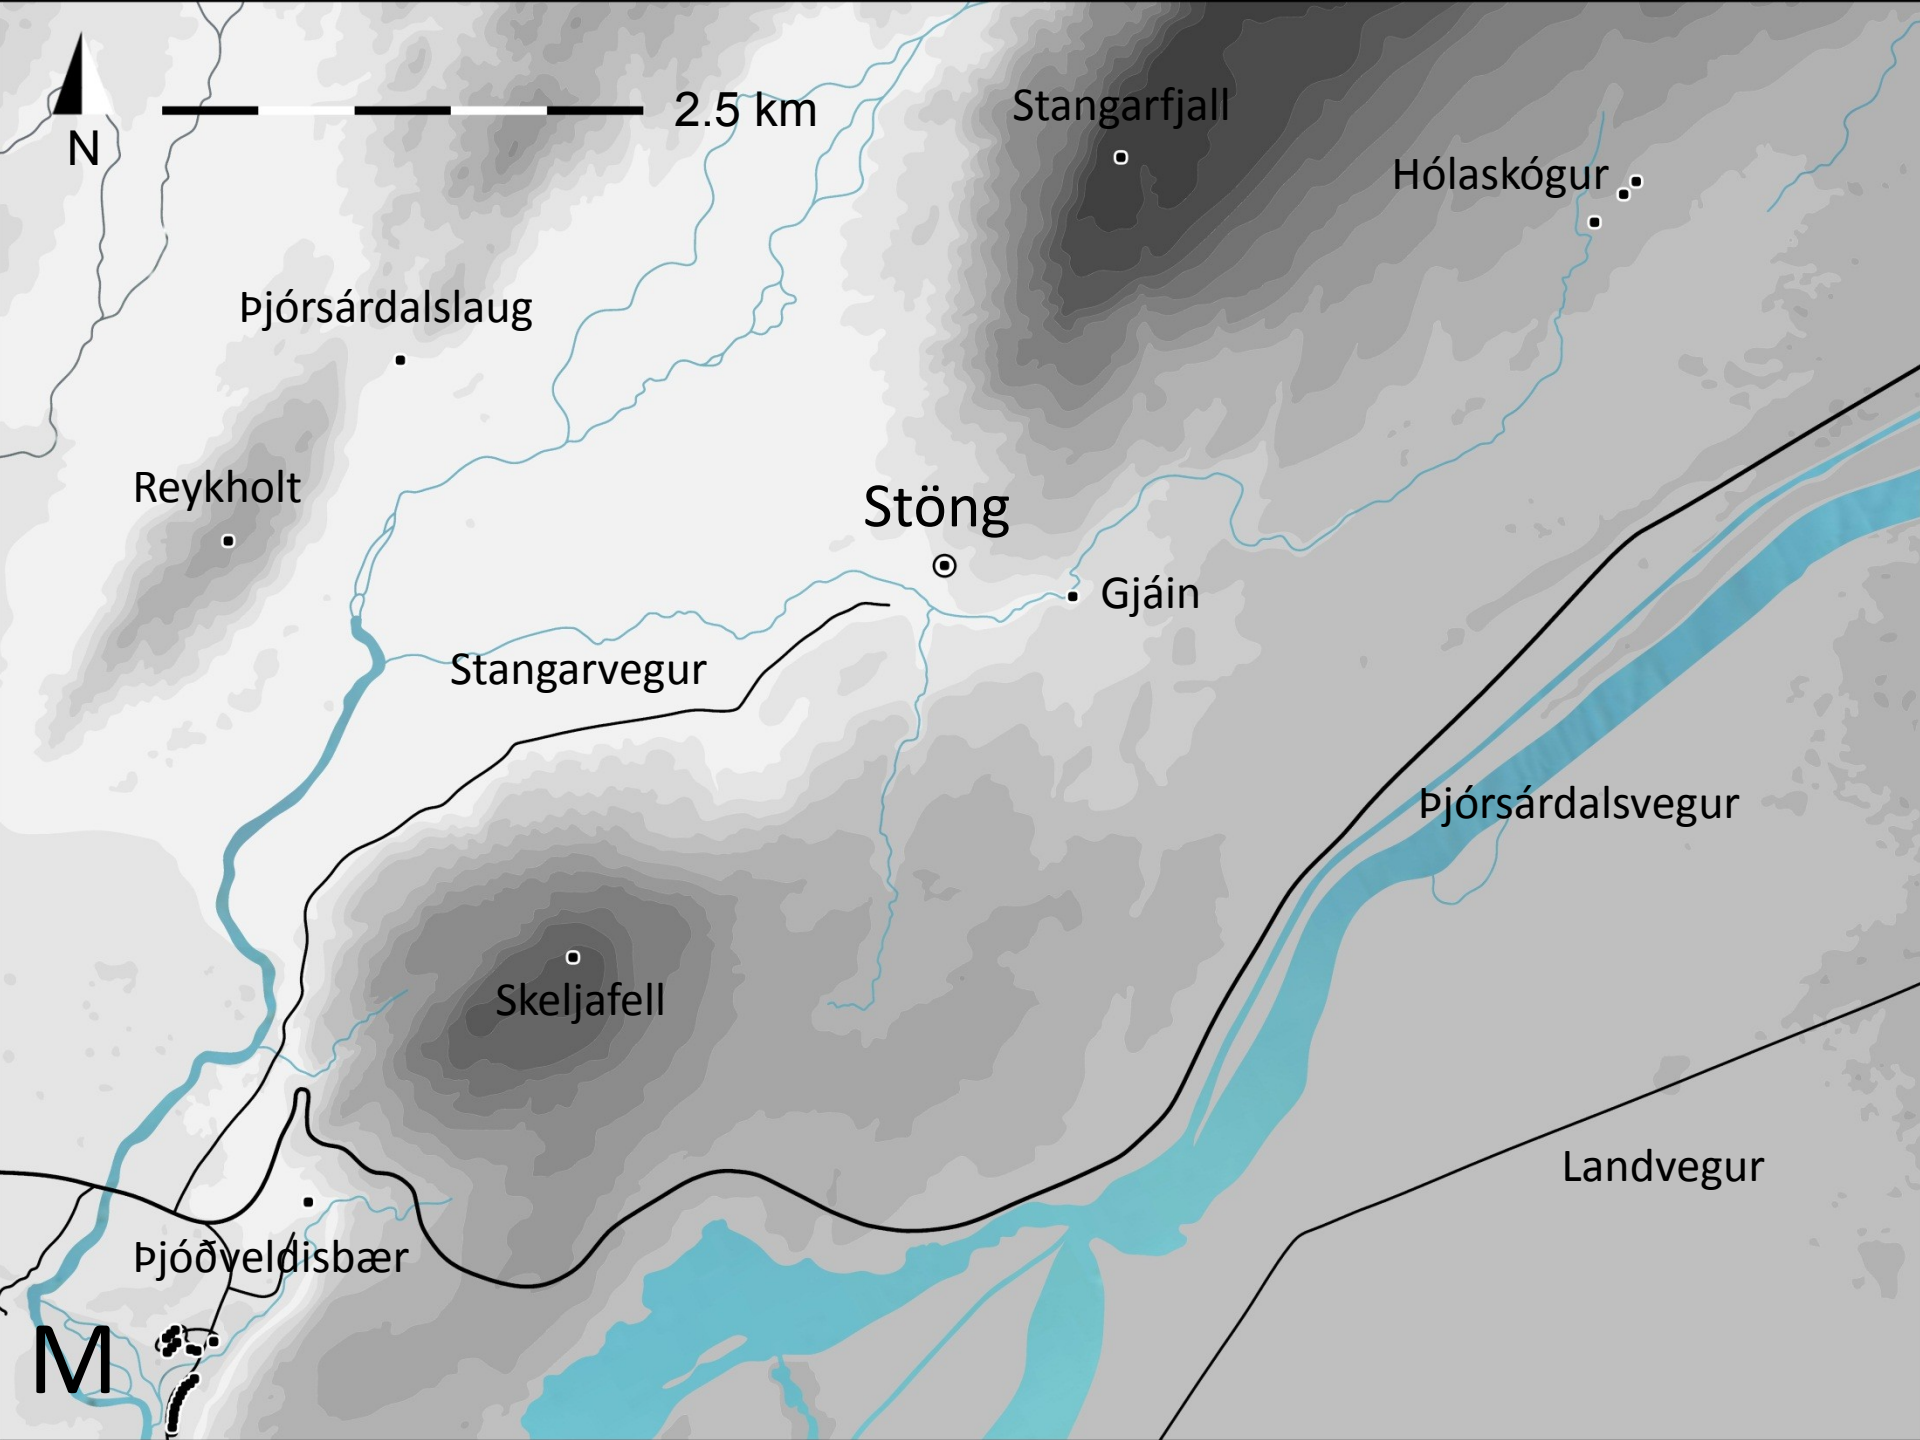 2.5 km
N
Stangarfjall
Hólaskógur
Þjórsárdalslaug
Reykholt
Stöng
Gjáin
Stangarvegur
Þjórsárdalsvegur
Skeljafell
Landvegur
Þjóðveldisbær
M